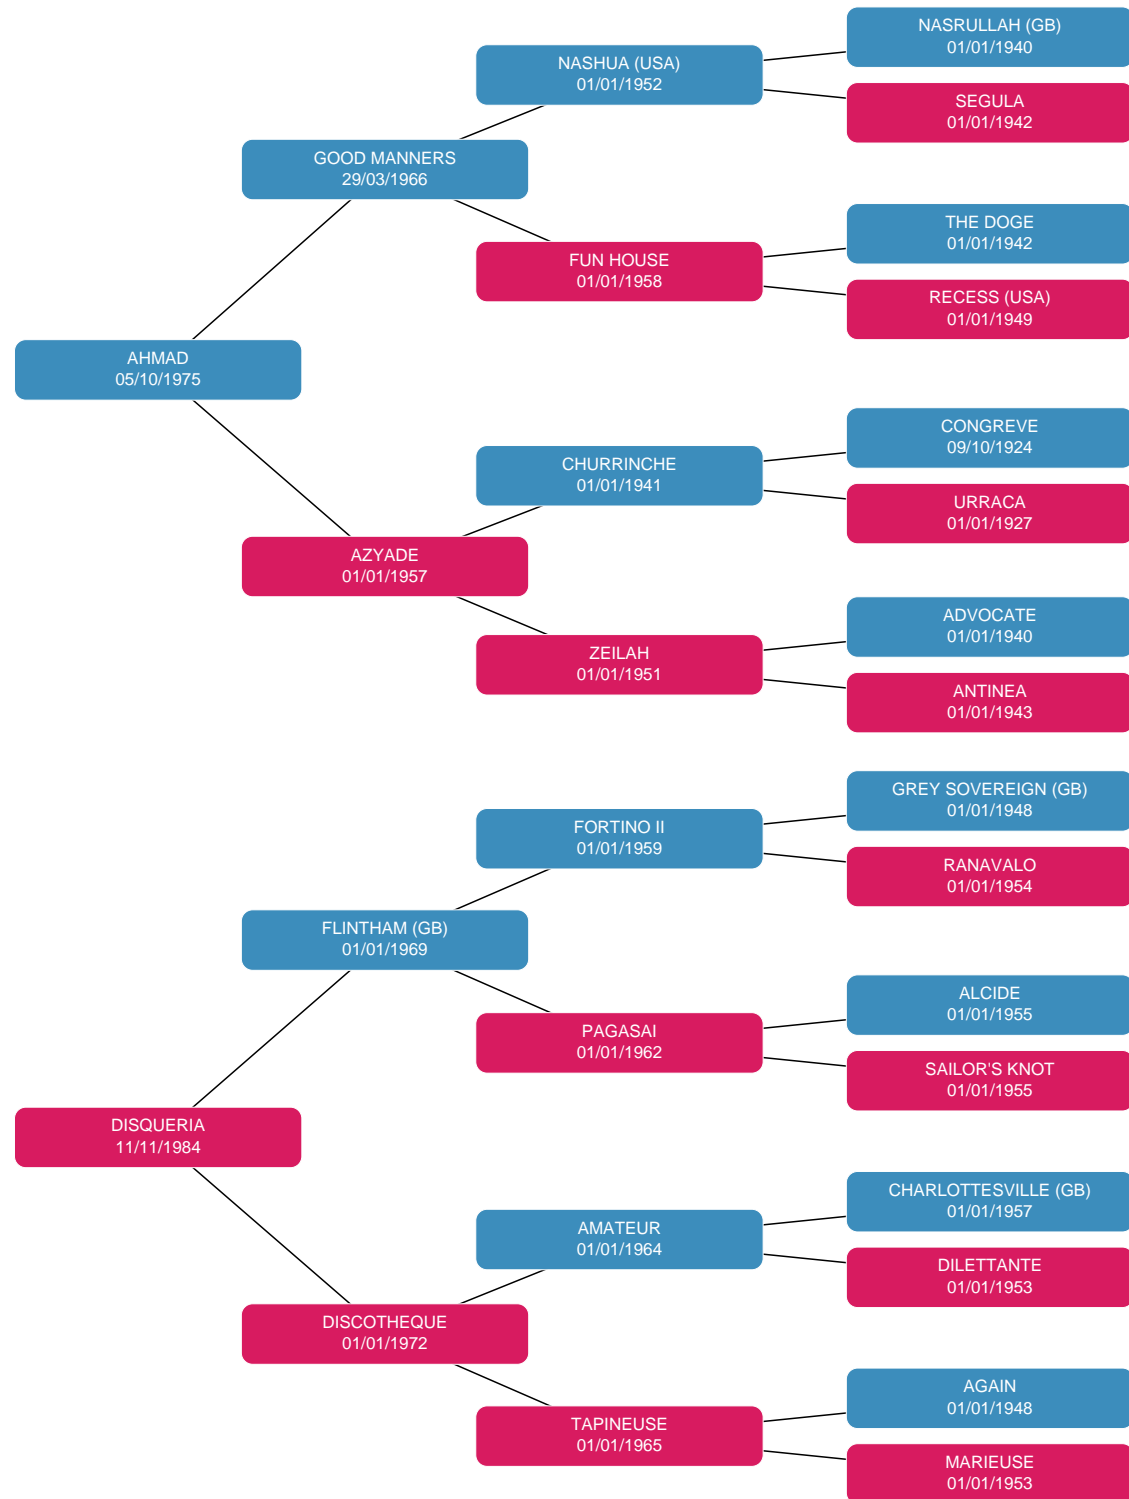 NASRULLAH (GB)
01/01/1940
NASHUA (USA)
01/01/1952
SEGULA
01/01/1942
GOOD MANNERS
29/03/1966
THE DOGE
01/01/1942
FUN HOUSE
01/01/1958
RECESS (USA)
01/01/1949
AHMAD
05/10/1975
CONGREVE
09/10/1924
CHURRINCHE
01/01/1941
URRACA
01/01/1927
AZYADE
01/01/1957
ADVOCATE
01/01/1940
ZEILAH
01/01/1951
ANTINEA
01/01/1943
GREY SOVEREIGN (GB)
01/01/1948
FORTINO II
01/01/1959
RANAVALO
01/01/1954
FLINTHAM (GB)
01/01/1969
ALCIDE
01/01/1955
PAGASAI
01/01/1962
SAILOR'S KNOT
01/01/1955
DISQUERIA
11/11/1984
CHARLOTTESVILLE (GB)
01/01/1957
AMATEUR
01/01/1964
DILETTANTE
01/01/1953
DISCOTHEQUE
01/01/1972
AGAIN
01/01/1948
TAPINEUSE
01/01/1965
MARIEUSE
01/01/1953